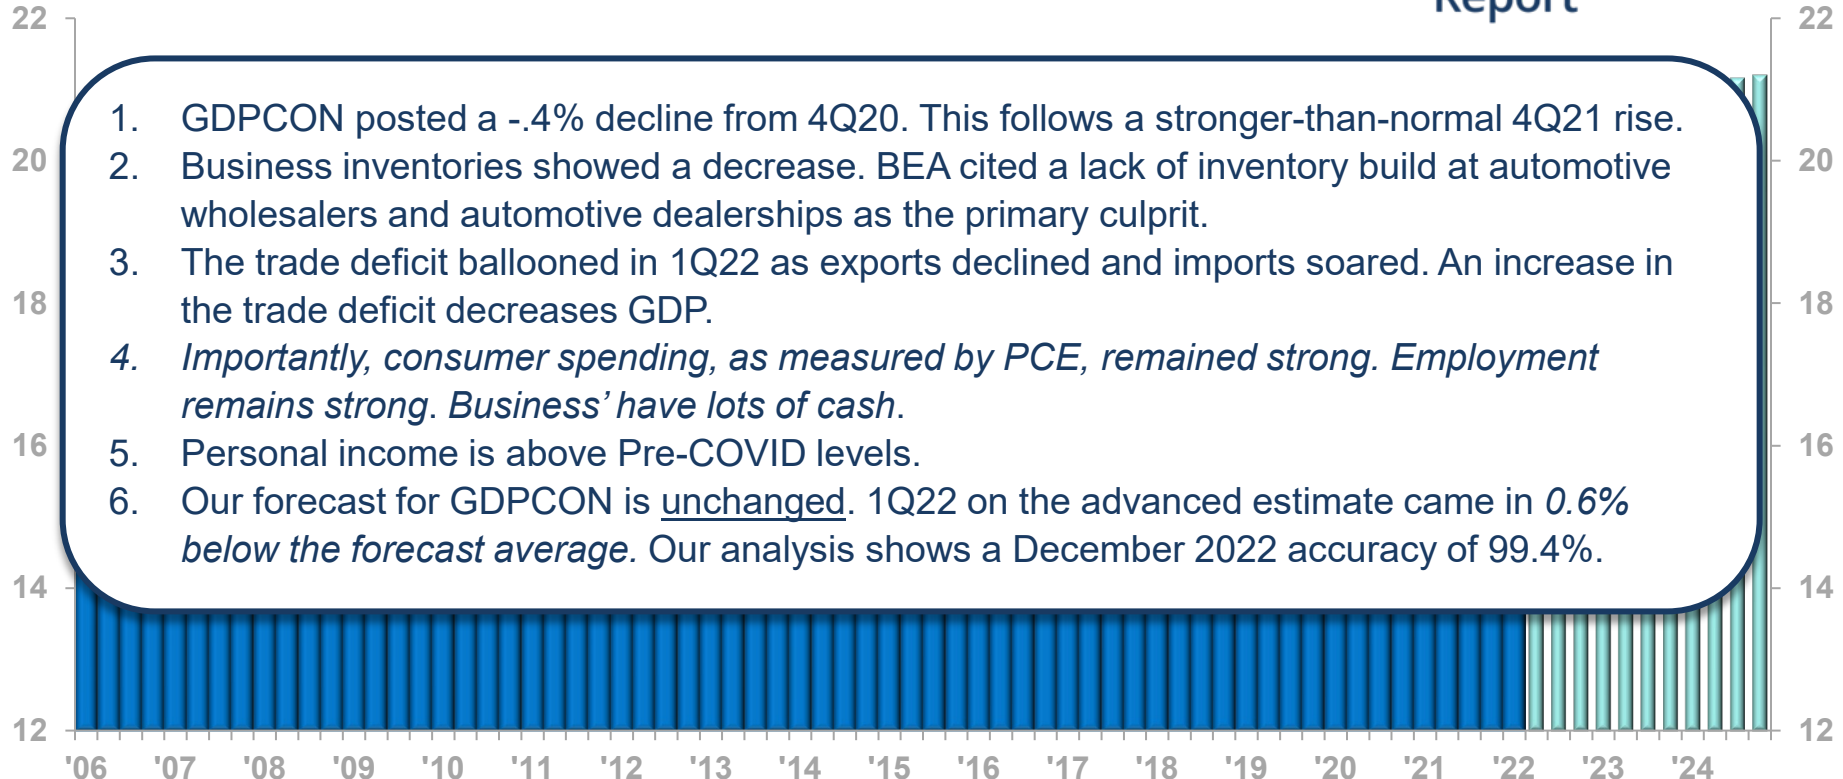 Report
22
22
1. GDPCON posted a -.4% decline from 4Q20. This follows a stronger-than-normal 4Q21 rise.
2. Business inventories showed a decrease. BEA cited a lack of inventory build at automotive
wholesalers and automotive dealerships as the primary culprit.
3. The trade deficit ballooned in 1Q22 as exports declined and imports soared. An increase in
the trade deficit decreases GDP.
4. Importantly, consumer spending, as measured by PCE, remained strong. Employment
remains strong. Business’ have lots of cash.
5. Personal income is above Pre-COVID levels.
6. Our forecast for GDPCON is unchanged. 1Q22 on the advanced estimate came in 0.6%
below the forecast average. Our analysis shows a December 2022 accuracy of 99.4%.
20
20
18
18
16
16
14
14
12
12
'06 '07 '08 '09 '10 '11 '12 '13 '14 '15 '16 '17 '18 '19 '20 '21 '22 '23 '24